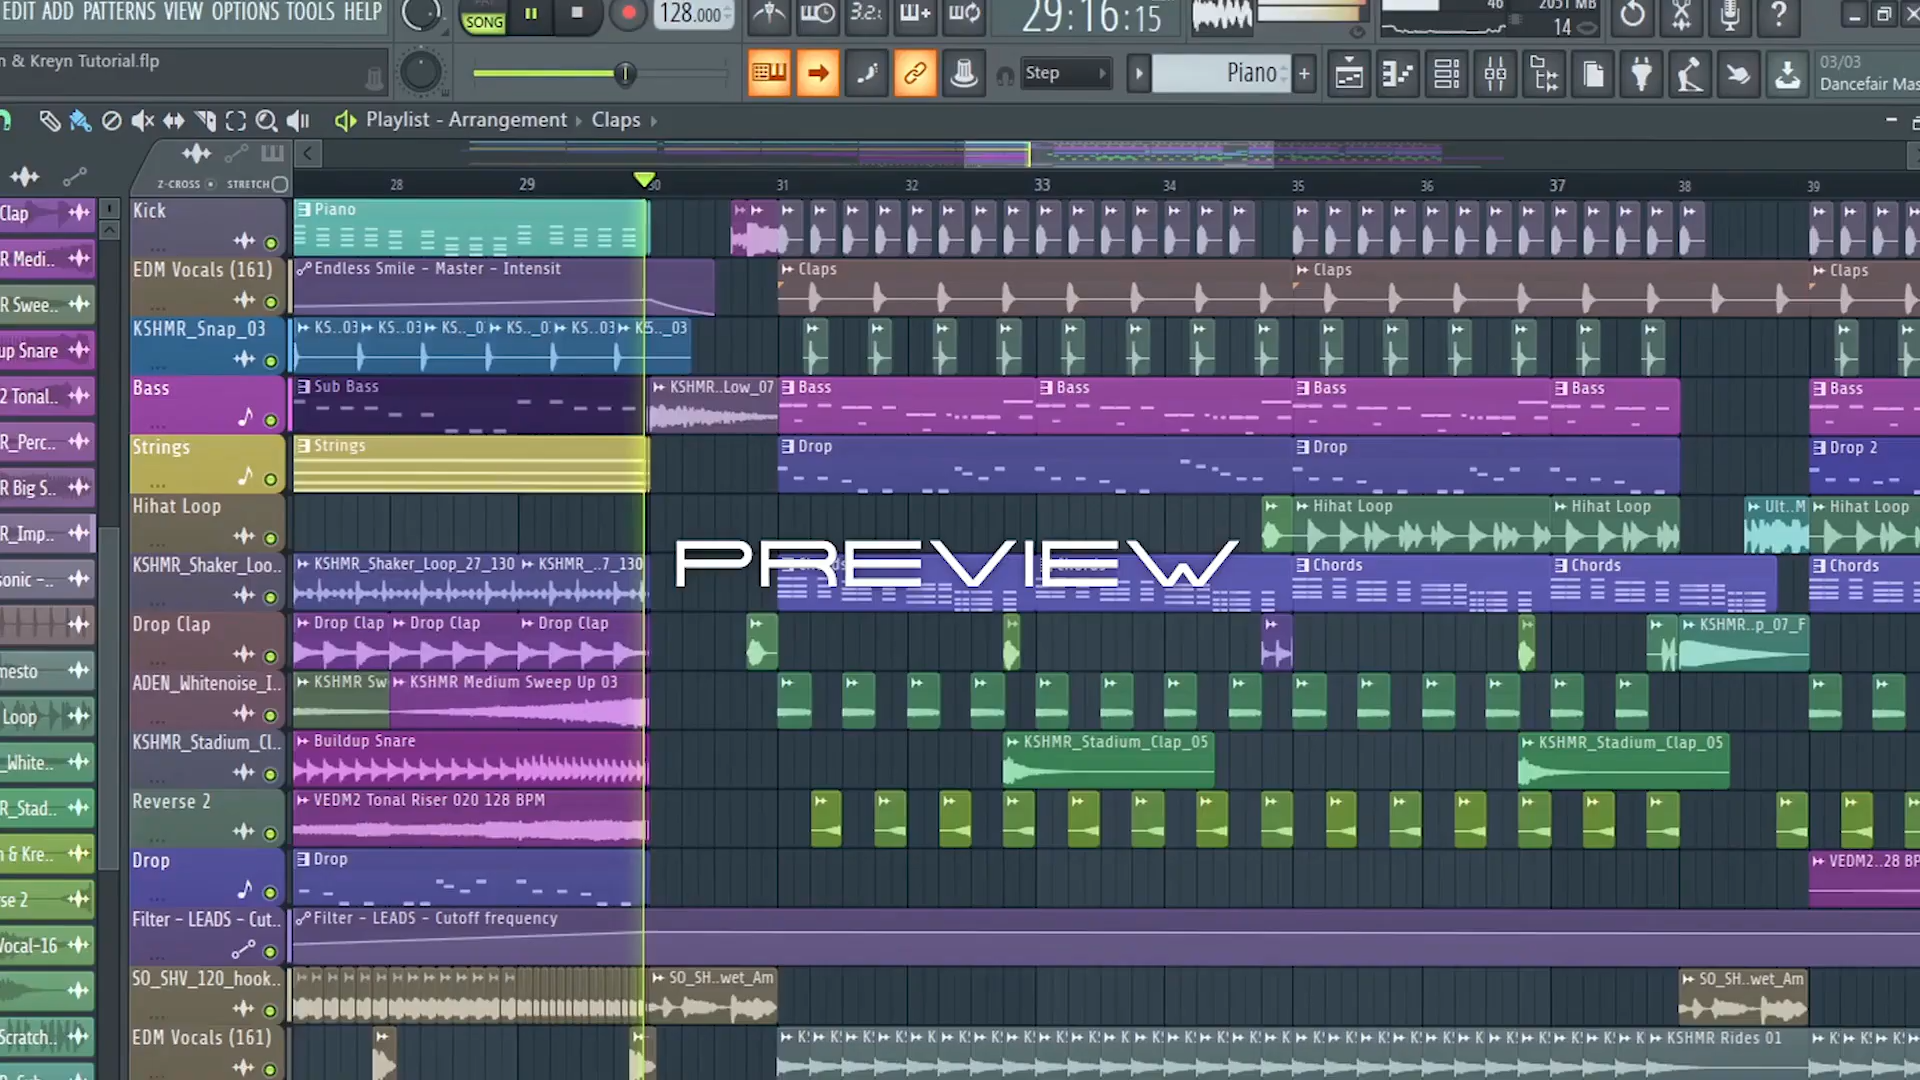 EDIT ADD PATTERNS VIEW OPTIONS TOOLS HELP
SONG
128.000
3.2:
29:16:15
46
2051 MB
14
n & Kreyn Tutorial.flp
Step
Piano
03/03
Dancefair Mas
Playlist - Arrangement
Claps
Z-CROSS
STRETCH
28 29 30 31 32 33 34 35 36 37 38 39
Clap
R Medi..
R Swee..
up Snare
2 Tonal..
R_Perc..
R Big S..
R_Imp..
sonic -..
mesto
Loop
_White..
R_Stad..
n & Kre..
se 2
Vocal-16
Scratch..
Kick
Piano
EDM Vocals (161)
Endless Smile - Master - Intensit
Claps
Claps
Claps
KSHMR_Snap_03
KS..03 KS..03 KS.._0 KS.._0 KS..03 KS.._03
Bass
Sub Bass
KSHMR..Low_07
Bass
Bass
Bass
Bass
Bass
Strings
Strings
Drop
Drop
Drop 2
Hihat Loop
Hihat Loop
Hihat Loop
Ult..M
Hihat Loop
PREVIEW
KSHMR_Shaker_Loo..
KSHMR_Shaker_Loop_27_130
KSHMR_..7_130
Chords
Chords
Chords
Chords
Chords
Drop Clap
Drop Clap
Drop Clap
Drop Clap
KSHMR..p_07_F
ADEN_Whitenoise_I..
KSHMR Sw
KSHMR Medium Sweep Up 03
KSHMR_Stadium_Cl..
Buildup Snare
KSHMR_Stadium_Clap_05
KSHMR_Stadium_Clap_05
Reverse 2
VEDM2 Tonal Riser 020 128 BPM
Drop
Drop
VEDM2..28 BP
Filter - LEADS - Cut..
Filter - LEADS - Cutoff frequency
SO_SHV_120_hook..
SO_SH..wet_Am
SO_SH..wet_Am
EDM Vocals (161)
KSHMR Rides 01